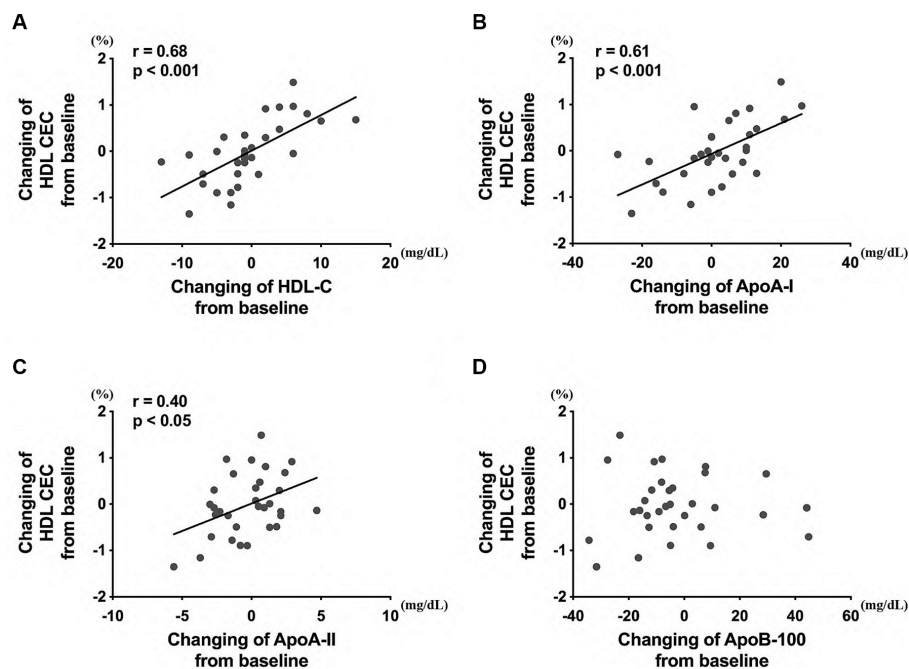 A
(%)
r = 0.68
p < 0.001
Changing of
HDL CEC
from baseline
2
1
0
-1
-2
-20
-10
0
10
20
(mg/dL)
Changing of HDL-C
from baseline
B
(%)
r = 0.61
p < 0.001
Changing of
HDL CEC
from baseline
2
1
0
-1
-2
-40
-20
0
20
40
(mg/dL)
Changing of ApoA-I
from baseline
C
(%)
r = 0.40
p < 0.05
Changing of
HDL CEC
from baseline
2
1
0
-1
-2
-10
-5
0
5
10
(mg/dL)
Changing of ApoA-II
from baseline
D
(%)
Changing of
HDL CEC
from baseline
2
1
0
-1
-2
-40
-20
0
20
40
60
(mg/dL)
Changing of ApoB-100
from baseline